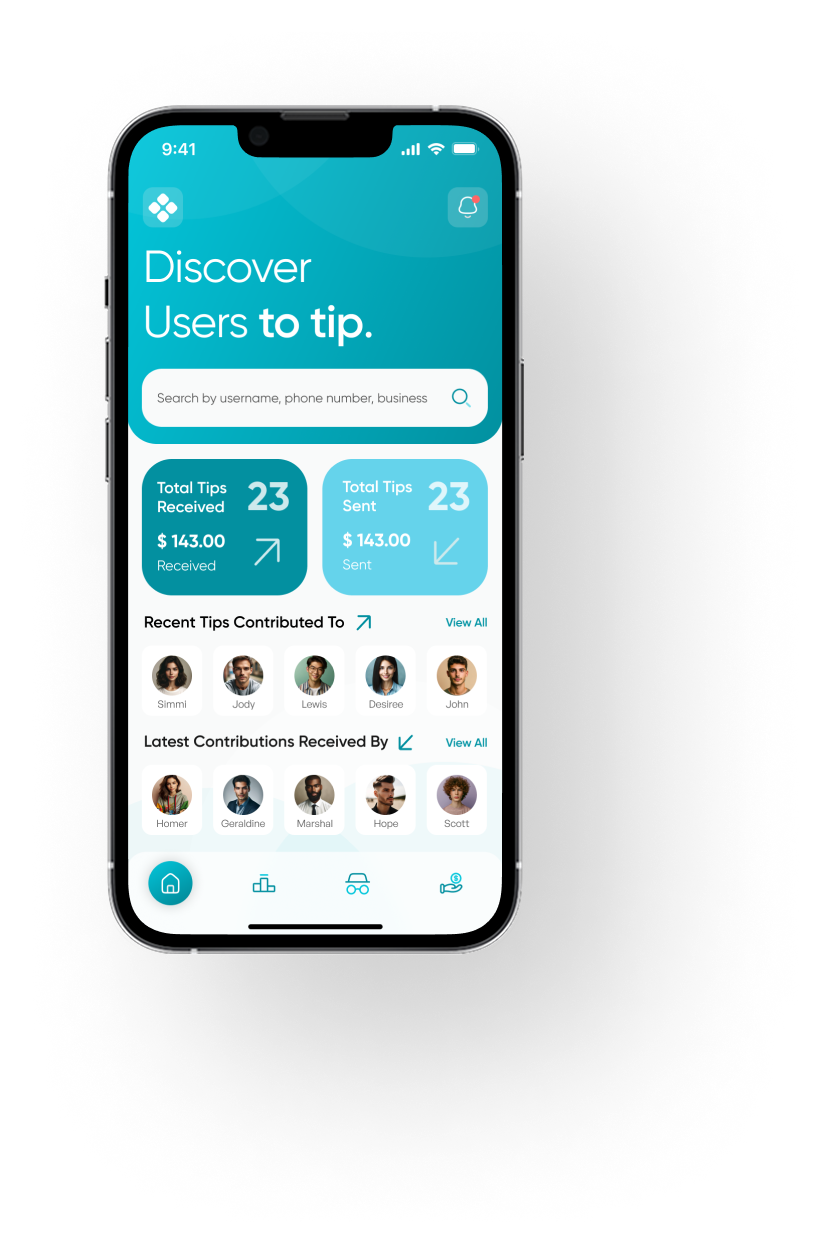 9:41
Discover
Users to tip.
Search by username, phone number, business
Total Tips
Received
23
$ 143.00
Received
Total Tips
Sent
23
$ 143.00
Sent
Recent Tips Contributed To
View All
Simmi
Jody
Lewis
Desiree
John
Latest Contributions Received By
View All
Homer
Geraldine
Marshal
Hope
Scott
$